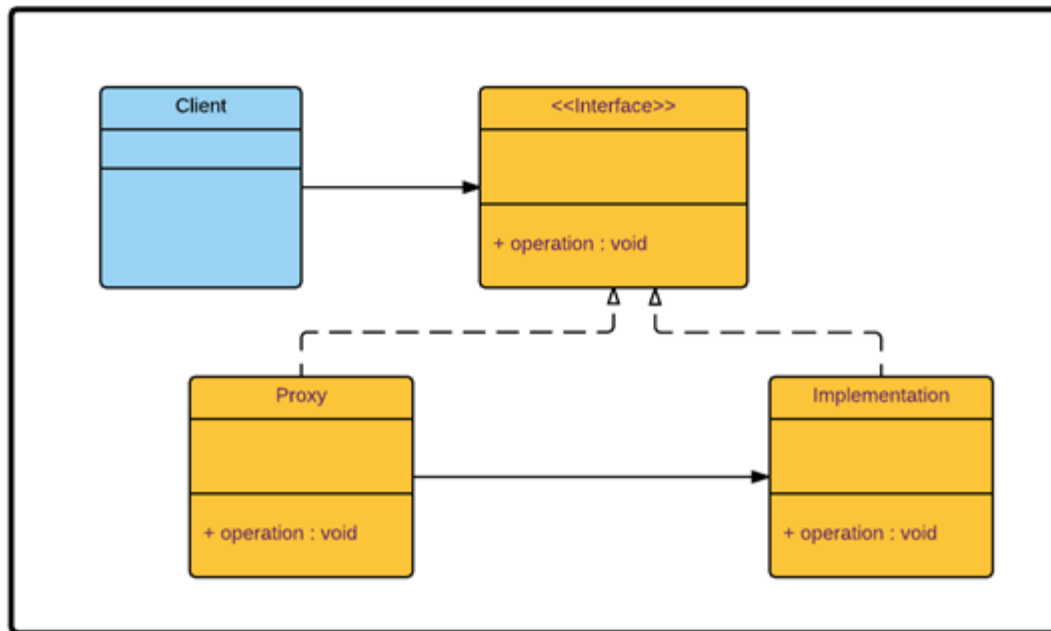 Client
<<Interface>>
+ operation : void
Proxy
Implementation
+ operation : void
+ operation : void